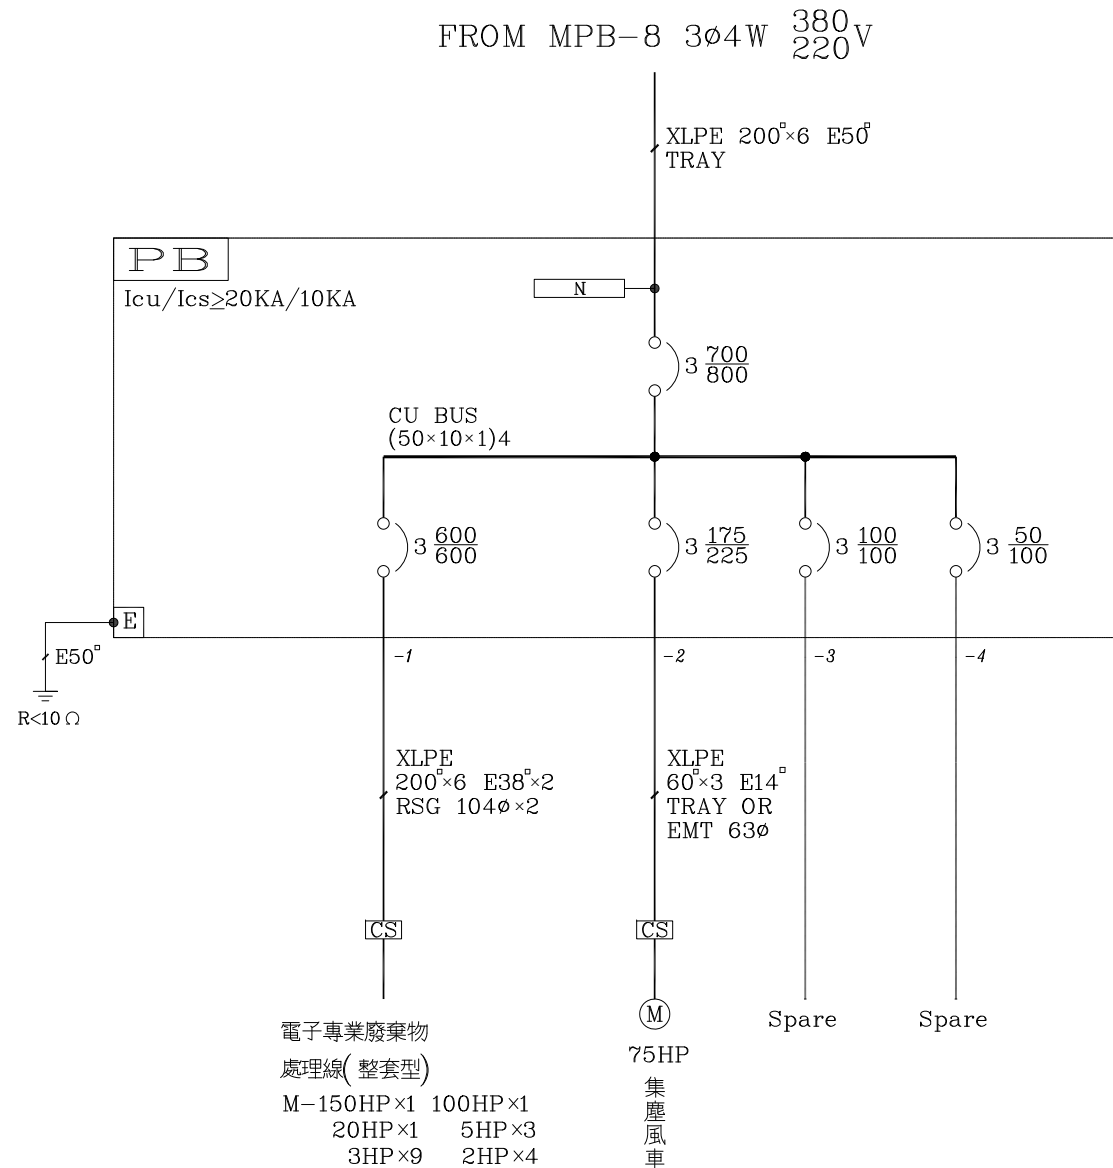 FROM MPB-8 3ø4W 380/220V
XLPE 200□×6 E50□
TRAY
PB
Icu/Ics≥20KA/10KA
N
3 700/800
CU BUS
(50×10×1)4
3 600/600
3 175/225
3 100/100
3 50/100
E
E50□
R<10Ω
-1
-2
-3
-4
XLPE
200□×6 E38□×2
RSG 104ø×2
XLPE
60□×3 E14□
TRAY OR
EMT 63ø
CS
CS
電子專業廢棄物
處理線(整套型)
M-150HP×1 100HP×1
20HP×1 5HP×3
3HP×9 2HP×4
M
75HP
集塵風車
Spare
Spare